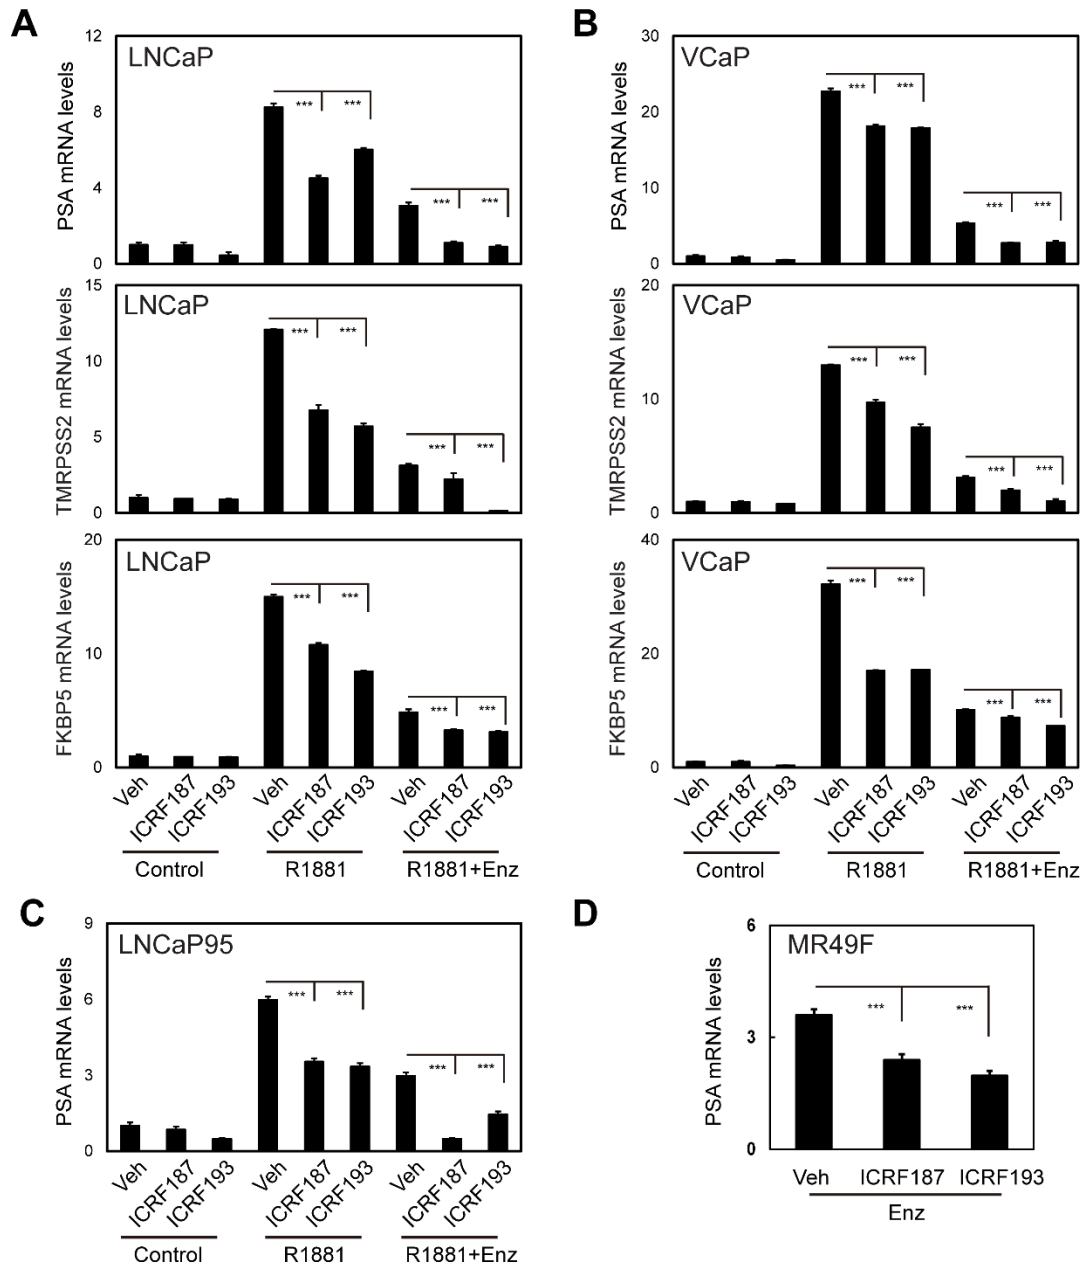 A
12
8
4
0
PSA mRNA levels
LNCaP
*** ***
*** ***
15
10
5
0
TMRPSS2 mRNA levels
LNCaP
*** ***
*** ***
20
10
0
FKBP5 mRNA levels
LNCaP
*** ***
*** ***
Veh ICRF187 ICRF193 Veh ICRF187 ICRF193 Veh ICRF187 ICRF193
Control R1881 R1881+Enz
B
30
20
10
0
PSA mRNA levels
VCaP
*** ***
*** ***
20
10
0
TMRPSS2 mRNA levels
VCaP
*** ***
*** ***
40
20
0
FKBP5 mRNA levels
VCaP
*** ***
*** ***
Veh ICRF187 ICRF193 Veh ICRF187 ICRF193 Veh ICRF187 ICRF193
Control R1881 R1881+Enz
C
9
6
3
0
PSA mRNA levels
LNCaP95
*** ***
*** ***
Veh ICRF187 ICRF193 Veh ICRF187 ICRF193 Veh ICRF187 ICRF193
Control R1881 R1881+Enz
D
6
3
0
PSA mRNA levels
MR49F
*** ***
Veh ICRF187 ICRF193
Enz